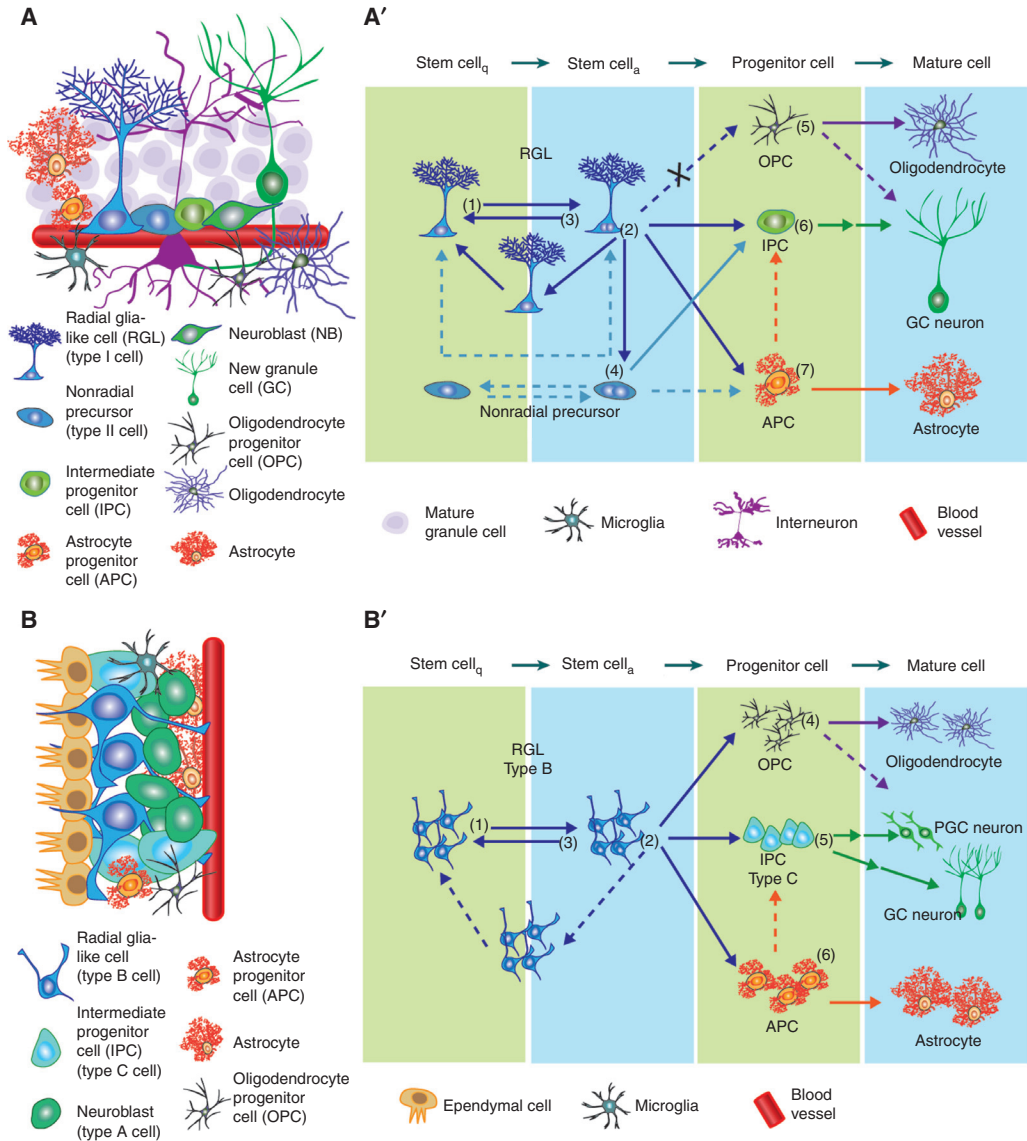 A
Radial glia-
like cell (RGL)
(type I cell)
Nonradial
precursor
(type II cell)
Intermediate
progenitor
cell (IPC)
Astrocyte
progenitor
cell (APC)
Neuroblast (NB)
New granule
cell (GC)
Oligodendrocyte
progenitor
cell (OPC)
Oligodendrocyte
Astrocyte
A′
Stem cellq
Stem cella
Progenitor cell
Mature cell
RGL
(1)
(3)
(2)
(4)
Nonradial precursor
(5)
OPC
(6)
IPC
(7)
APC
Oligodendrocyte
GC neuron
Astrocyte
Mature
granule cell
Microglia
Interneuron
Blood
vessel
B
Radial glia-
like cell
(type B cell)
Intermediate
progenitor
cell (IPC)
(type C cell)
Neuroblast
(type A cell)
Astrocyte
progenitor
cell (APC)
Astrocyte
Oligodendrocyte
progenitor
cell (OPC)
B′
Stem cellq
Stem cella
Progenitor cell
Mature cell
RGL
Type B
(1)
(3)
(2)
(4)
OPC
(5)
IPC
Type C
(6)
APC
Oligodendrocyte
PGC neuron
GC neuron
Astrocyte
Ependymal cell
Microglia
Blood
vessel